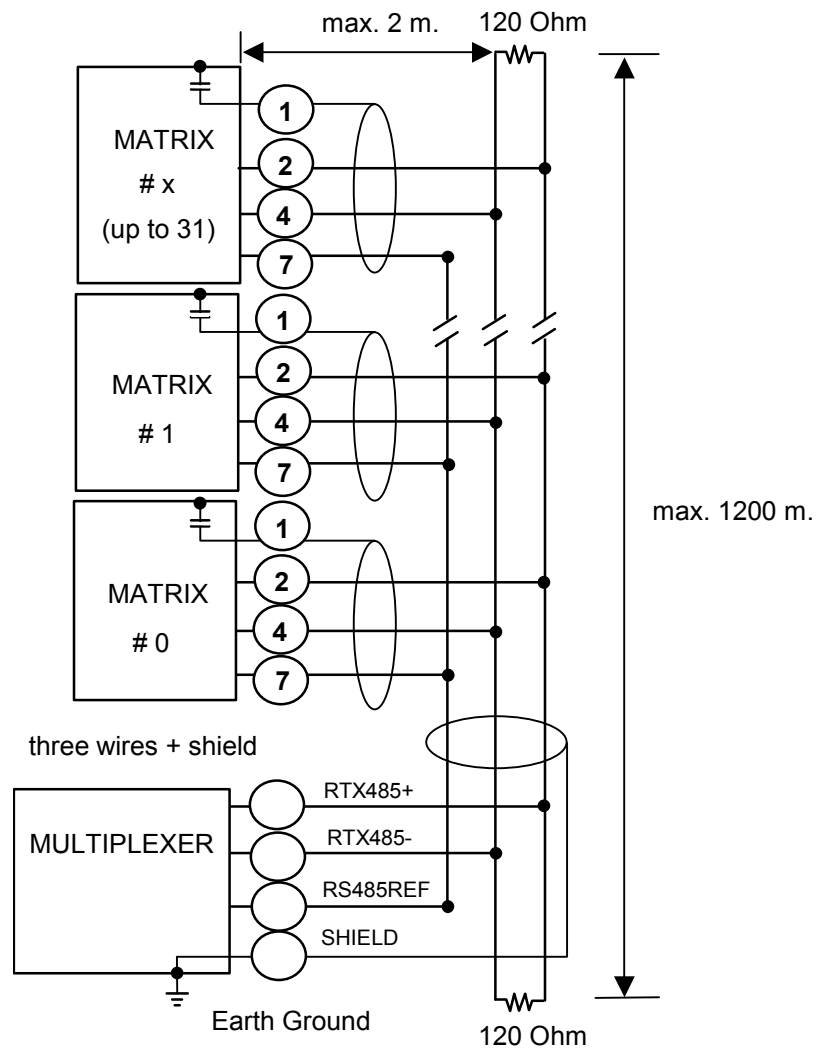 max. 2 m.
120 Ohm
MATRIX
# x
(up to 31)
1
2
4
7
MATRIX
# 1
1
2
4
7
MATRIX
# 0
1
2
4
7
max. 1200 m.
three wires + shield
MULTIPLEXER
RTX485+
RTX485-
RS485REF
SHIELD
Earth Ground
120 Ohm